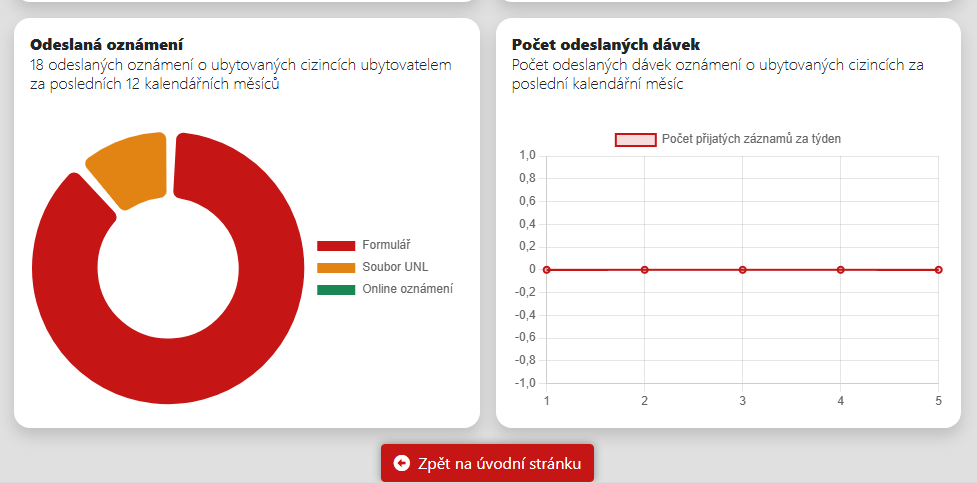 Odeslaná oznámení
18 odeslaných oznámení o ubytovaných cizincích ubytovatelem
za posledních 12 kalendářních měsíců
Formulář
Soubor UNL
Online oznámení
Počet odeslaných dávek
Počet odeslaných dávek oznámení o ubytovaných cizincích za
poslední kalendářní měsíc
Počet přijatých záznamů za týden
1,0
0,8
0,6
0,4
0,2
0
-0,2
-0,4
-0,6
-0,8
-1,0
1 2 3 4 5
Zpět na úvodní stránku